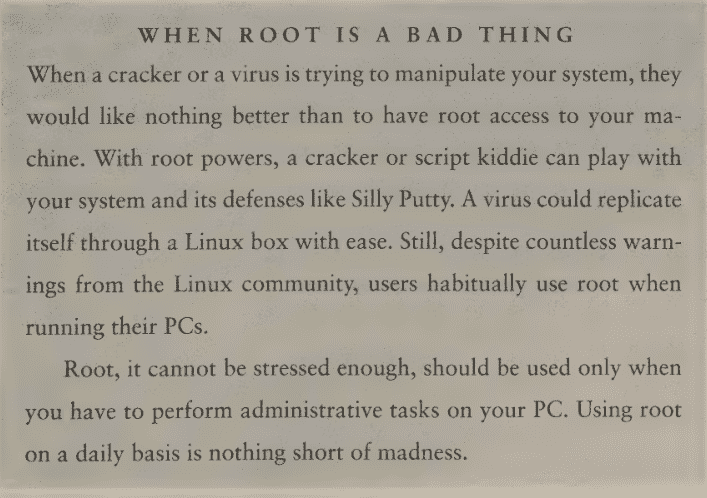 WHEN ROOT IS A BAD THING
When a cracker or a virus is trying to manipulate your system, they
would like nothing better than to have root access to your ma-
chine. With root powers, a cracker or script kiddie can play with
your system and its defenses like Silly Putty. A virus could replicate
itself through a Linux box with ease. Still, despite countless warn-
ings from the Linux community, users habitually use root when
running their PCs.
Root, it cannot be stressed enough, should be used only when
you have to perform administrative tasks on your PC. Using root
on a daily basis is nothing short of madness.